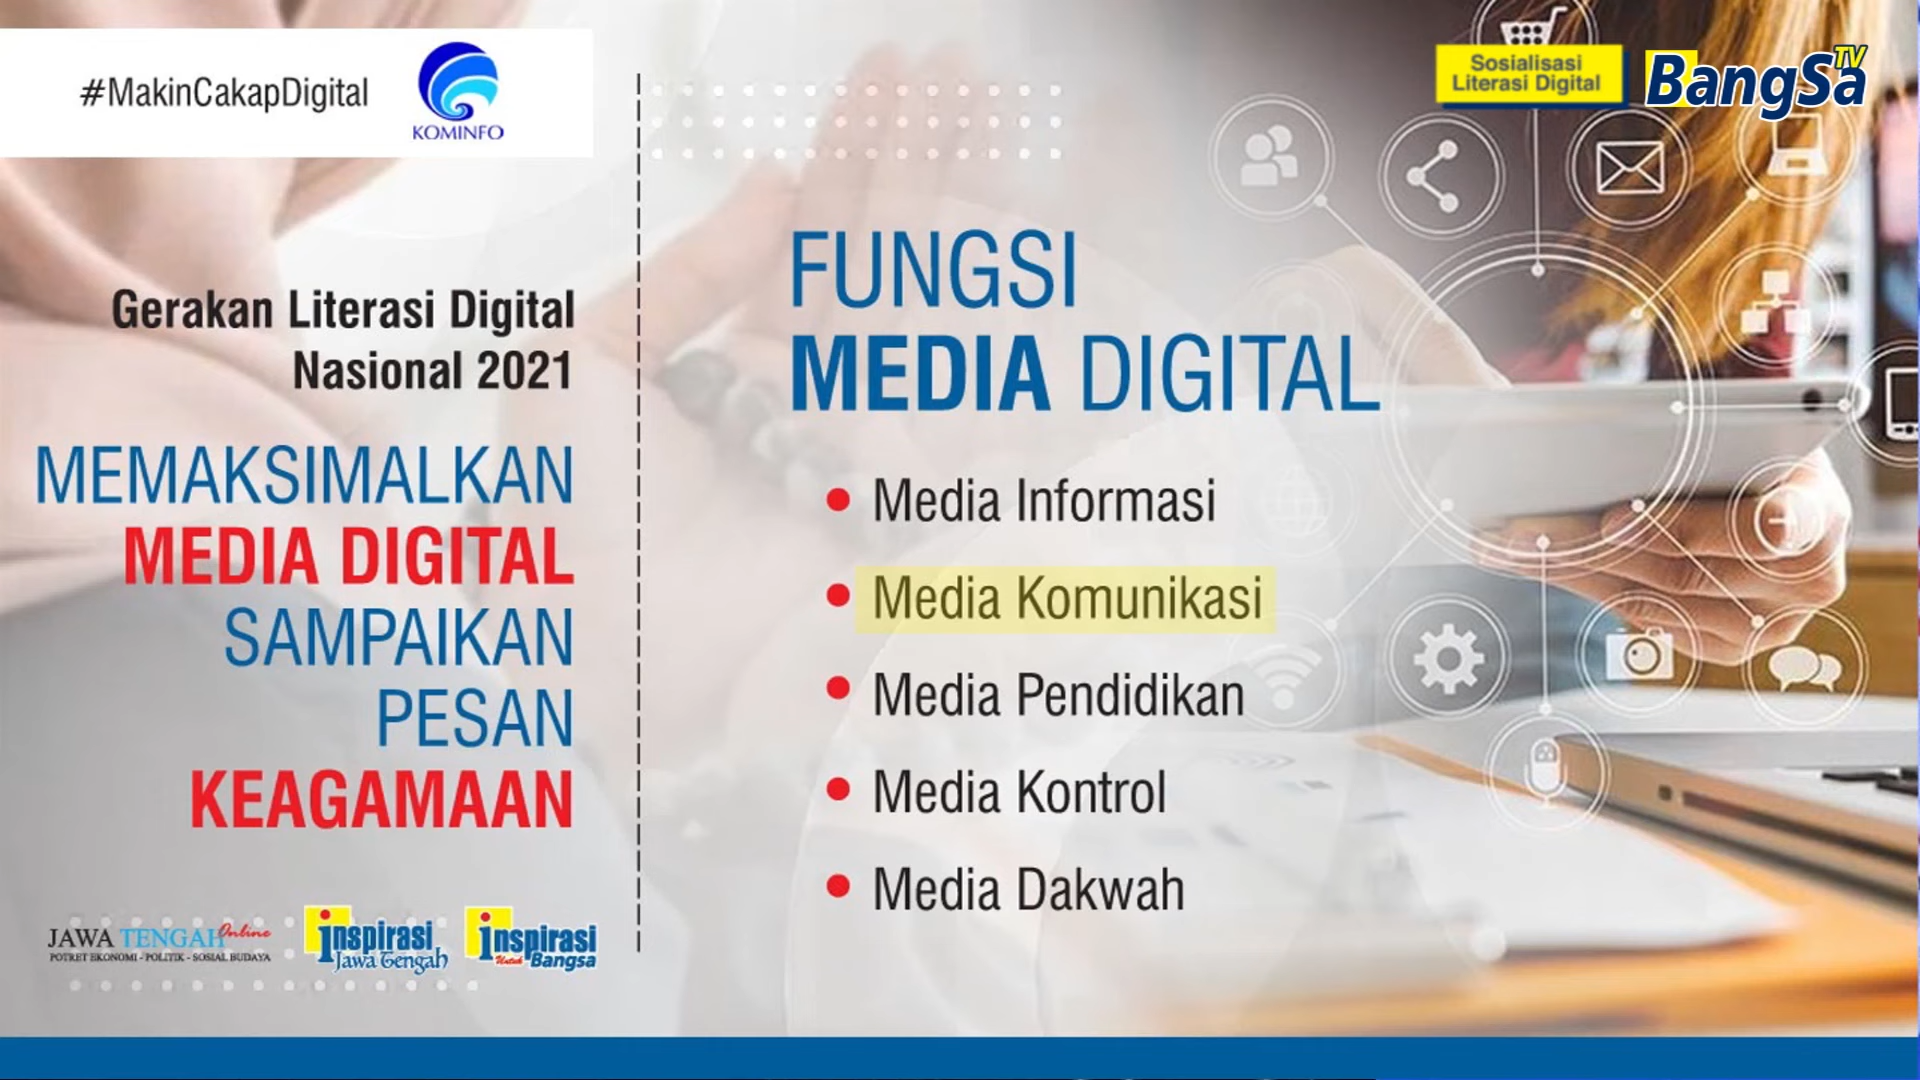 #MakinCakapDigital
KOMINFO
Sosialisasi
Literasi Digital
BangSa TV
Gerakan Literasi Digital
Nasional 2021
MEMAKSIMALKAN
MEDIA DIGITAL
SAMPAIKAN
PESAN
KEAGAMAAN
JAWA TENGAH Online
POTRET EKONOMI - POLITIK - SOSIAL BUDAYA
inspirasi
Jawa Tengah
inspirasi
Untuk Bangsa
FUNGSI
MEDIA DIGITAL
• Media Informasi
• Media Komunikasi
• Media Pendidikan
• Media Kontrol
• Media Dakwah